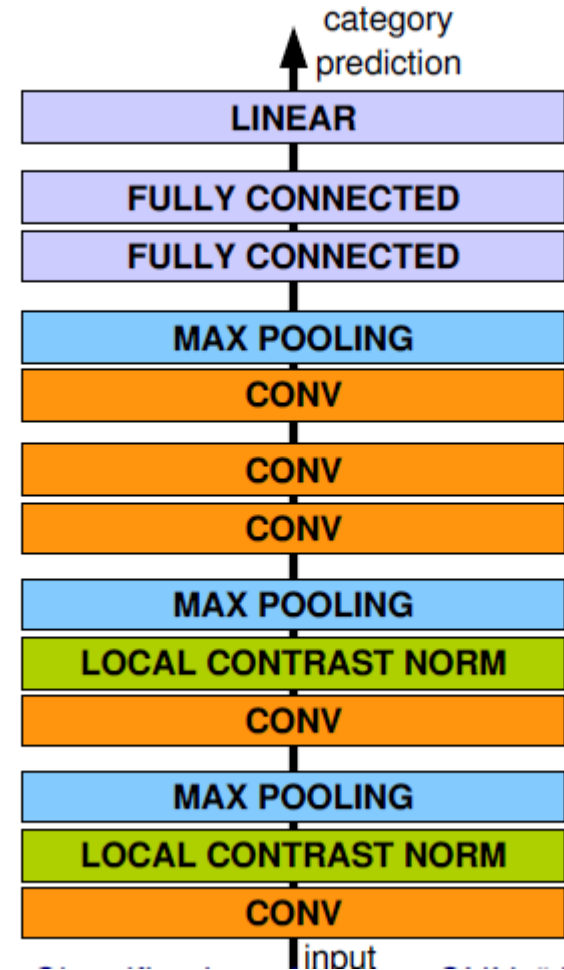 category
prediction
LINEAR
FULLY CONNECTED
FULLY CONNECTED
MAX POOLING
CONV
CONV
CONV
MAX POOLING
LOCAL CONTRAST NORM
CONV
MAX POOLING
LOCAL CONTRAST NORM
CONV
input